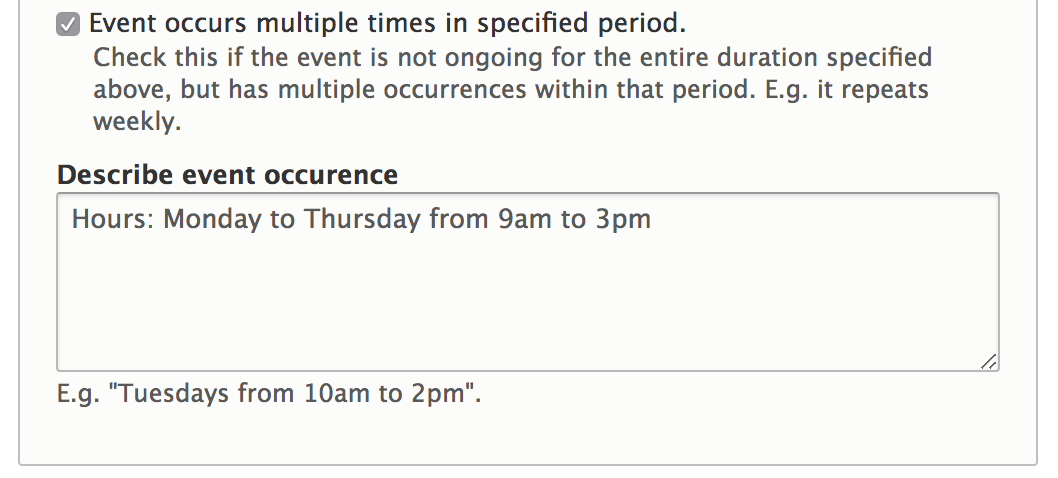 Event occurs multiple times in specified period.
Check this if the event is not ongoing for the entire duration specified
above, but has multiple occurrences within that period. E.g. it repeats
weekly.
Describe event occurence
Hours: Monday to Thursday from 9am to 3pm
E.g. "Tuesdays from 10am to 2pm".